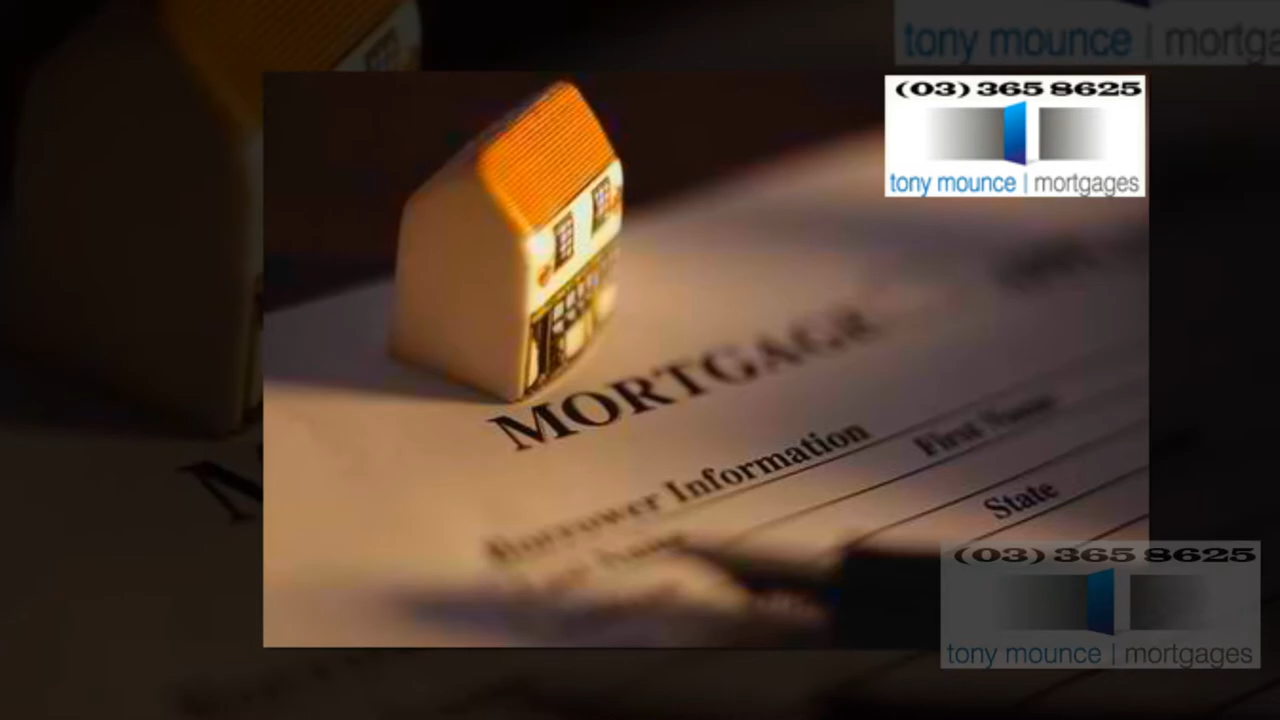 tony mounce | mortga
(03) 365 8625
tony mounce | mortgages
MORTGAGE
Borrower Information
First Name
State
(03) 365 8625
tony mounce | mortgages